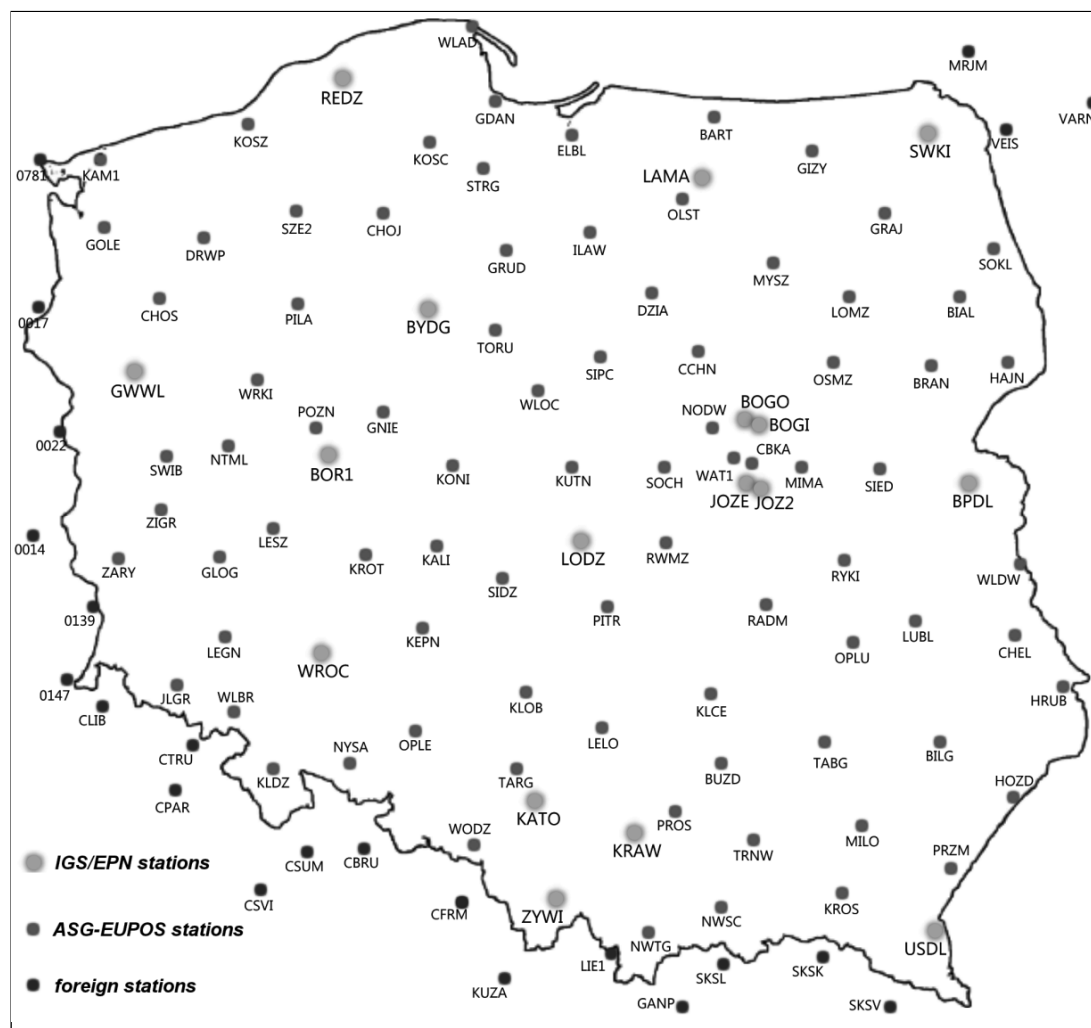 WLAD
MRJM
REDZ
GDAN
VARN
KOSZ
BART
VEIS
ELBL
SWKI
KOSC
GIZY
0781
KAM1
STRG
LAMA
OLST
SZE2
CHOJ
GRAJ
GOLE
DRWP
ILAW
GRUD
SOKL
MYSZ
0017
CHOS
PILA
BYDG
DZIA
LOMZ
BIAL
TORU
SIPC
CCHN
GWWL
WRKI
WLOC
OSMZ
BRAN
HAJN
BOGO
POZN
GNIE
NODW
BOGI
0022
NTML
CBKA
SWIB
BOR1
KONI
KUTN
SOCH
WAT1
MIMA
SIED
JOZE
JOZ2
BPDL
ZIGR
0014
LESZ
ZARY
GLOG
KROT
KALI
LODZ
RWMZ
RYKI
WLDW
SIDZ
0139
PITR
RADM
LEGN
KEPN
LUBL
WROC
OPLU
CHEL
0147
JLGR
WLBR
KLOB
KLCE
HRUB
CLIB
CTRU
NYSA
OPLE
LELO
TABG
BILG
KLDZ
TARG
BUZD
HOZD
CPAR
KATO
PROS
WODZ
KRAW
TRNW
MILO
PRZM
IGS/EPN stations
CSUM
CBRU
CSVI
CFRM
ZYWI
NWSC
KROS
ASG-EUPOS stations
NWTG
USDL
LIE1
SKSL
SKSK
foreign stations
KUZA
GANP
SKSV